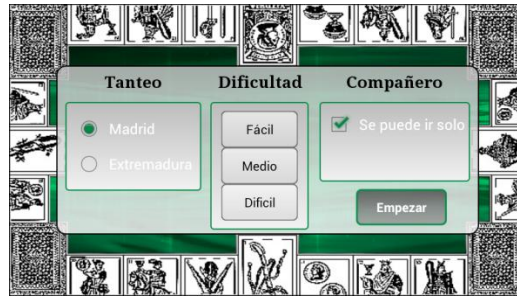 Tanteo
Dificultad
Compañero
Madrid
Extremadura
Fácil
Medio
Dificil
Se puede ir solo
Empezar